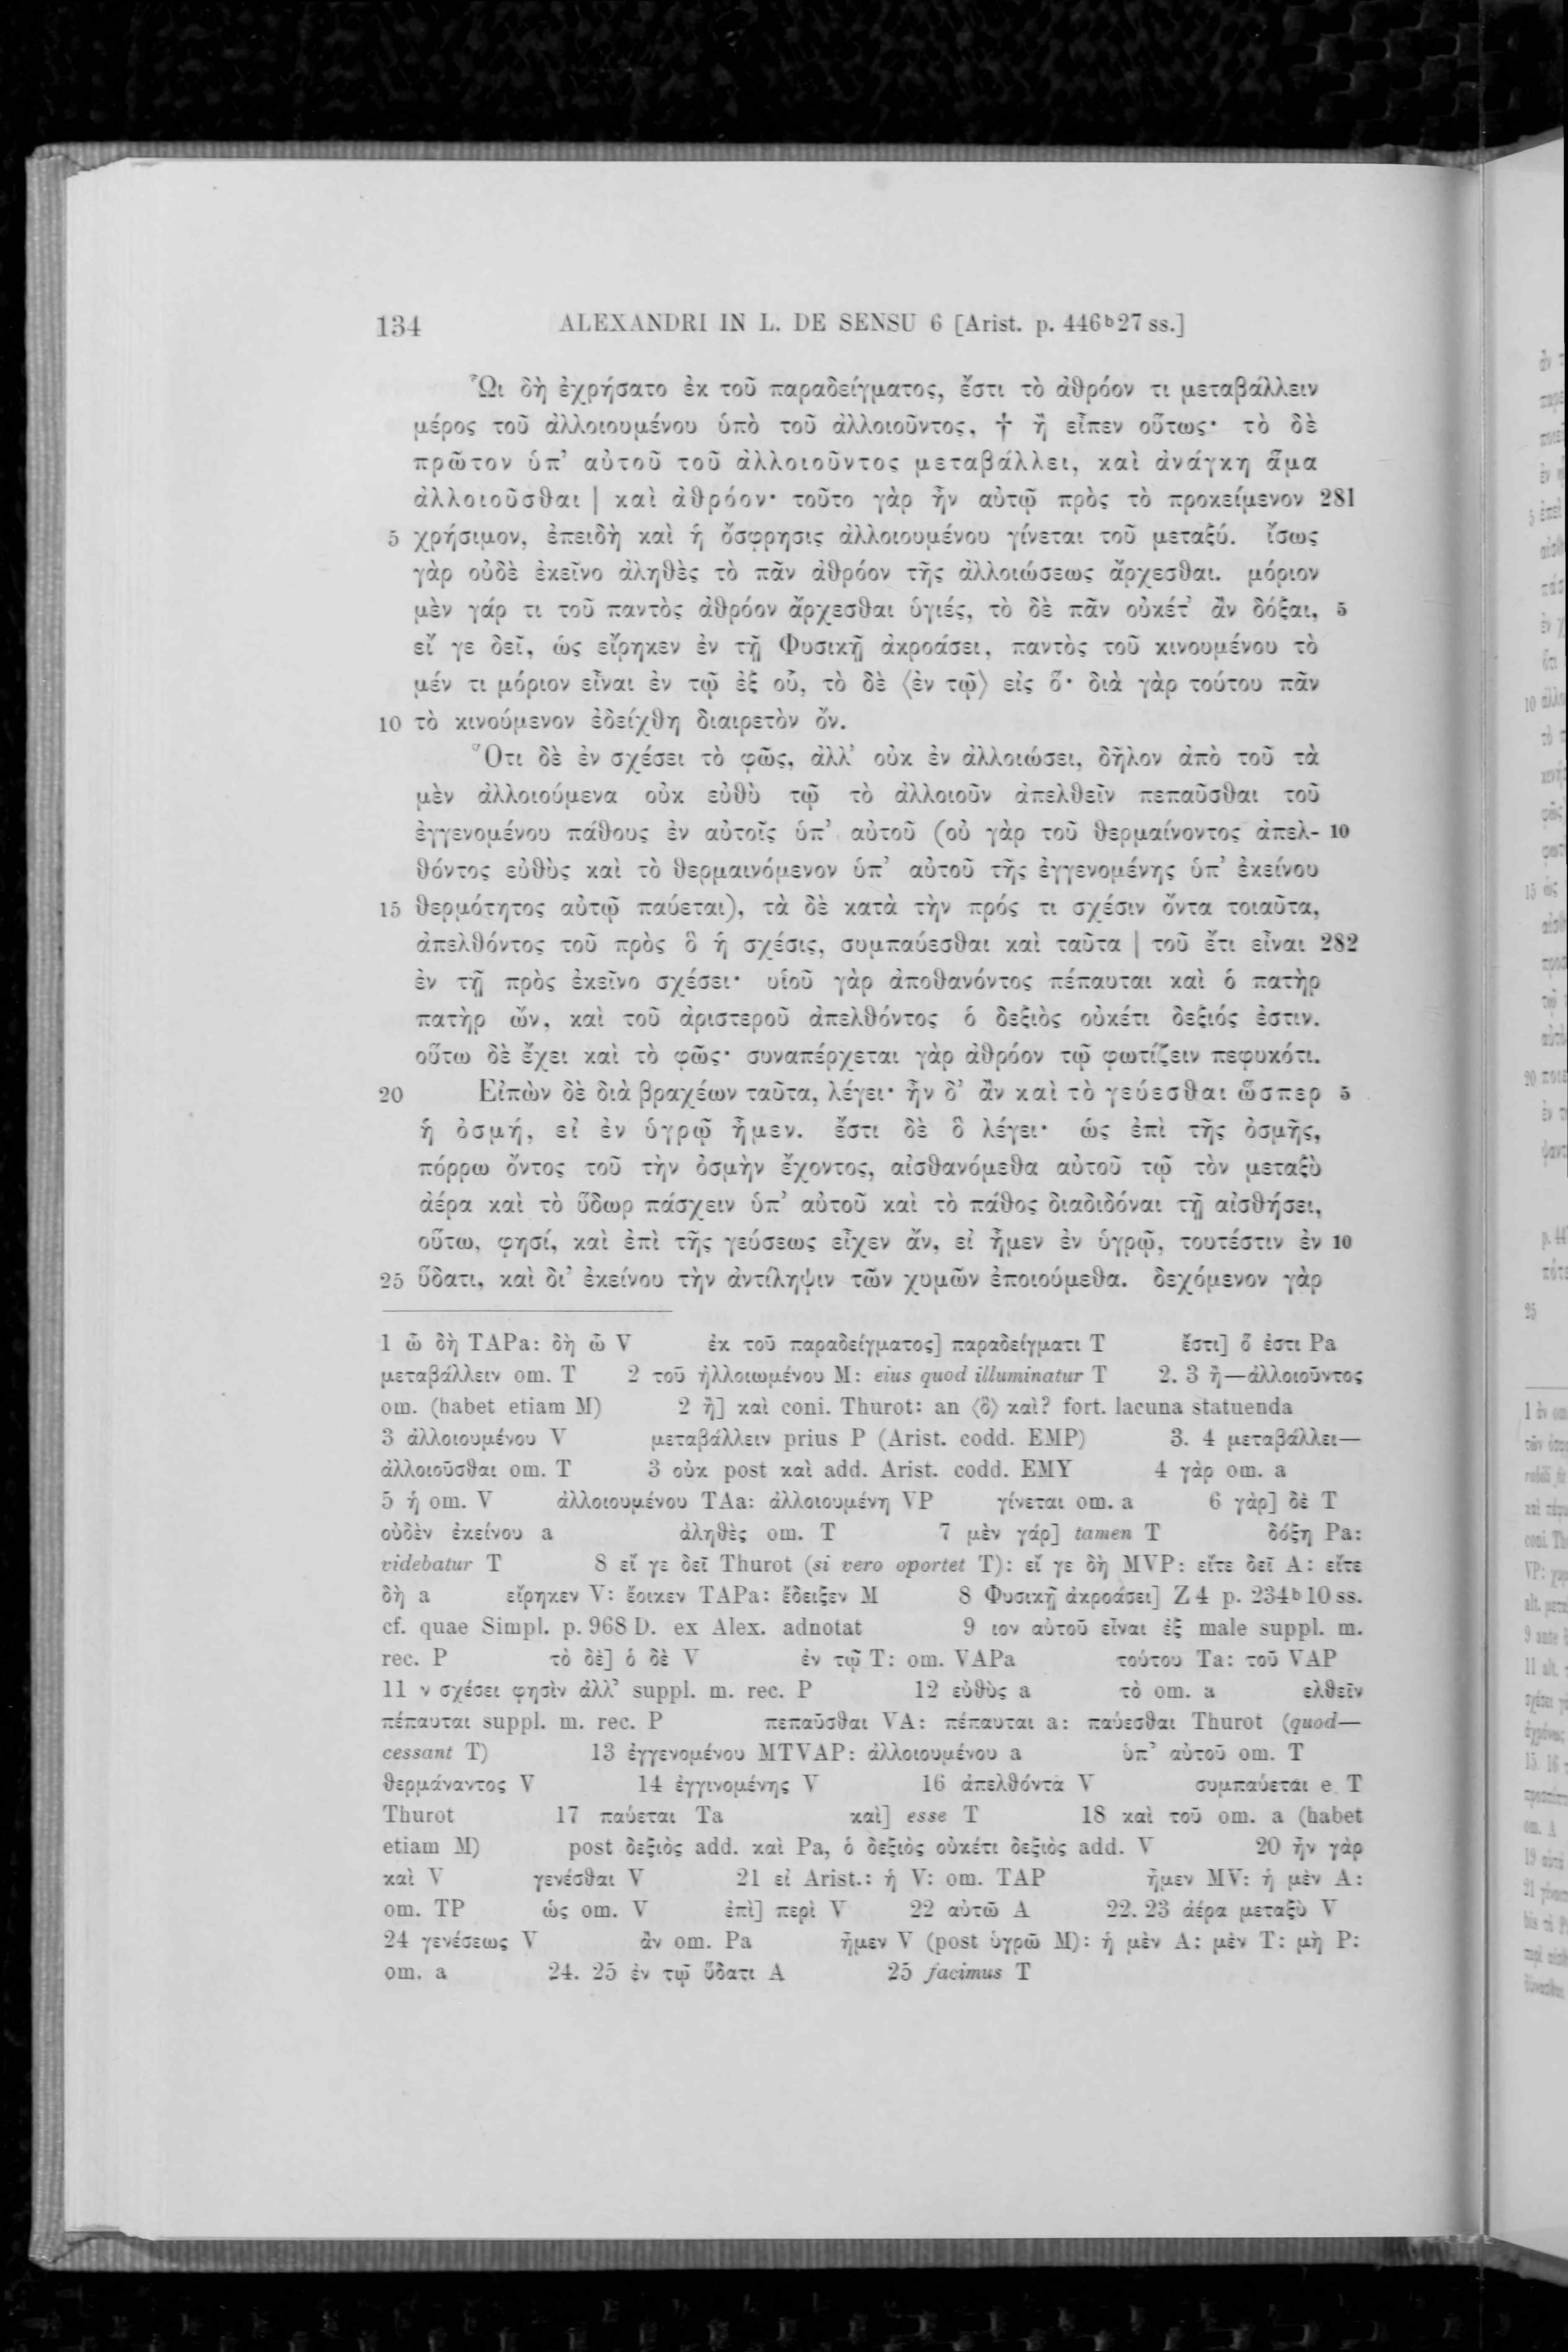 134 ALEXANDRI IN L. DE SENSU 6 [Arist. p. 446ᵇ27 ss.]
Ὧι δὴ ἐχρήσατο ἐκ τοῦ παραδείγματος, ἔστι τὸ ἀθρόον τι μεταβάλλειν
μέρος τοῦ ἀλλοιουμένου ὑπὸ τοῦ ἀλλοιοῦντος, † ἢ εἶπεν οὕτως· τὸ δὲ
πρῶτον ὑπ’ αὐτοῦ τοῦ ἀλλοιοῦντος μεταβάλλει, καὶ ἀνάγκη ἅμα
ἀλλοιοῦσθαι | καὶ ἀθρόον· τοῦτο γὰρ ἦν αὐτῷ πρὸς τὸ προκείμενον 281
5 χρήσιμον, ἐπειδὴ καὶ ἡ ὄσφρησις ἀλλοιουμένου γίνεται τοῦ μεταξύ. ἴσως
γὰρ οὐδὲ ἐκεῖνο ἀληθὲς τὸ πᾶν ἀθρόον τῆς ἀλλοιώσεως ἄρχεσθαι. μόριον
μὲν γάρ τι τοῦ παντὸς ἀθρόον ἄρχεσθαι ὑγιές, τὸ δὲ πᾶν οὐκέτ’ ἂν δόξαι, 5
εἴ γε δεῖ, ὡς εἴρηκεν ἐν τῇ Φυσικῇ ἀκροάσει, παντὸς τοῦ κινουμένου τὸ
μέν τι μόριον εἶναι ἐν τῷ ἐξ οὗ, τὸ δὲ ⟨ἐν τῷ⟩ εἰς ὅ· διὰ γὰρ τούτου πᾶν
10 τὸ κινούμενον ἐδείχθη διαιρετὸν ὄν.
Ὅτι δὲ ἐν σχέσει τὸ φῶς, ἀλλ’ οὐκ ἐν ἀλλοιώσει, δῆλον ἀπὸ τοῦ τὰ
μὲν ἀλλοιούμενα οὐκ εὐθὺ τῷ τὸ ἀλλοιοῦν ἀπελθεῖν πεπαῦσθαι τοῦ
ἐγγενομένου πάθους ἐν αὐτοῖς ὑπ’ αὐτοῦ (οὐ γὰρ τοῦ θερμαίνοντος ἀπελ- 10
θόντος εὐθὺς καὶ τὸ θερμαινόμενον ὑπ’ αὐτοῦ τῆς ἐγγενομένης ὑπ’ ἐκείνου
15 θερμότητος αὐτῷ παύεται), τὰ δὲ κατὰ τὴν πρός τι σχέσιν ὄντα τοιαῦτα,
ἀπελθόντος τοῦ πρὸς ὃ ἡ σχέσις, συμπαύεσθαι καὶ ταῦτα | τοῦ ἔτι εἶναι 282
ἐν τῇ πρὸς ἐκεῖνο σχέσει· υἱοῦ γὰρ ἀποθανόντος πέπαυται καὶ ὁ πατὴρ
πατὴρ ὤν, καὶ τοῦ ἀριστεροῦ ἀπελθόντος ὁ δεξιὸς οὐκέτι δεξιός ἐστιν.
οὕτω δὲ ἔχει καὶ τὸ φῶς· συναπέρχεται γὰρ ἀθρόον τῷ φωτίζειν πεφυκότι.
20 Εἰπὼν δὲ διὰ βραχέων ταῦτα, λέγει· ἦν δ’ ἂν καὶ τὸ γεύεσθαι ὥσπερ 5
ἡ ὀσμή, εἰ ἐν ὑγρῷ ἦμεν. ἔστι δὲ ὃ λέγει· ὡς ἐπὶ τῆς ὀσμῆς,
πόρρω ὄντος τοῦ τὴν ὀσμὴν ἔχοντος, αἰσθανόμεθα αὐτοῦ τῷ τὸν μεταξὺ
ἀέρα καὶ τὸ ὕδωρ πάσχειν ὑπ’ αὐτοῦ καὶ τὸ πάθος διαδιδόναι τῇ αἰσθήσει,
οὕτω, φησί, καὶ ἐπὶ τῆς γεύσεως εἶχεν ἄν, εἰ ἦμεν ἐν ὑγρῷ, τουτέστιν ἐν 10
25 ὕδατι, καὶ δι’ ἐκείνου τὴν ἀντίληψιν τῶν χυμῶν ἐποιούμεθα. δεχόμενον γὰρ
1 ᾧ δὴ TAPa: δὴ ᾧ V ἐκ τοῦ παραδείγματος] παραδείγματι T ἔστι] ὅ ἐστι Pa
μεταβάλλειν om. T 2 τοῦ ἠλλοιωμένου M: eius quod illuminatur T 2. 3 ἢ—ἀλλοιοῦντος
om. (habet etiam M) 2 ἢ] καὶ coni. Thurot: an ⟨ὃ⟩ καὶ? fort. lacuna statuenda
3 ἀλλοιουμένου V μεταβάλλειν prius P (Arist. codd. EMP) 3. 4 μεταβάλλει—
ἀλλοιοῦσθαι om. T 3 οὐκ post καὶ add. Arist. codd. EMY 4 γὰρ om. a
5 ἡ om. V ἀλλοιουμένου TAa: ἀλλοιουμένη VP γίνεται om. a 6 γὰρ] δὲ T
οὐδὲν ἐκείνου a ἀληθὲς om. T 7 μὲν γάρ] tamen T δόξῃ Pa:
videbatur T 8 εἴ γε δεῖ Thurot (si vero oportet T): εἴ γε δὴ MVP: εἴτε δεῖ A: εἴτε
δὴ a εἴρηκεν V: ἔοικεν TAPa: ἔδειξεν M 8 Φυσικῇ ἀκροάσει] Z 4 p. 234ᵇ10 ss.
cf. quae Simpl. p. 968 D. ex Alex. adnotat 9 ιον αὐτοῦ εἶναι ἐξ male suppl. m.
rec. P τὸ δὲ] ὁ δὲ V ἐν τῷ T: om. VAPa τούτου Ta: τοῦ VAP
11 ν σχέσει φησὶν ἀλλ’ suppl. m. rec. P 12 εὐθὺς a τὸ om. a ελθεῖν
πέπαυται suppl. m. rec. P πεπαῦσθαι VA: πέπαυται a: παύεσθαι Thurot (quod—
cessant T) 13 ἐγγενομένου MTVAP: ἀλλοιουμένου a ὑπ’ αὐτοῦ om. T
θερμάναντος V 14 ἐγγινομένης V 16 ἀπελθόντα V συμπαύεται e T
Thurot 17 παύεται Ta καὶ] esse T 18 καὶ τοῦ om. a (habet
etiam M) post δεξιὸς add. καὶ Pa, ὁ δεξιὸς οὐκέτι δεξιὸς add. V 20 ἦν γὰρ
καὶ V γενέσθαι V 21 εἰ Arist.: ἡ V: om. TAP ἦμεν MV: ἡ μὲν A:
om. TP ὡς om. V ἐπὶ] περὶ V 22 αὐτῶ A 22. 23 ἀέρα μεταξὺ V
24 γενέσεως V ἂν om. Pa ἦμεν V (post ὑγρῶ M): ἡ μὲν A: μὲν T: μὴ P:
om. a 24. 25 ἐν τῷ ὕδατι A 25 facimus T